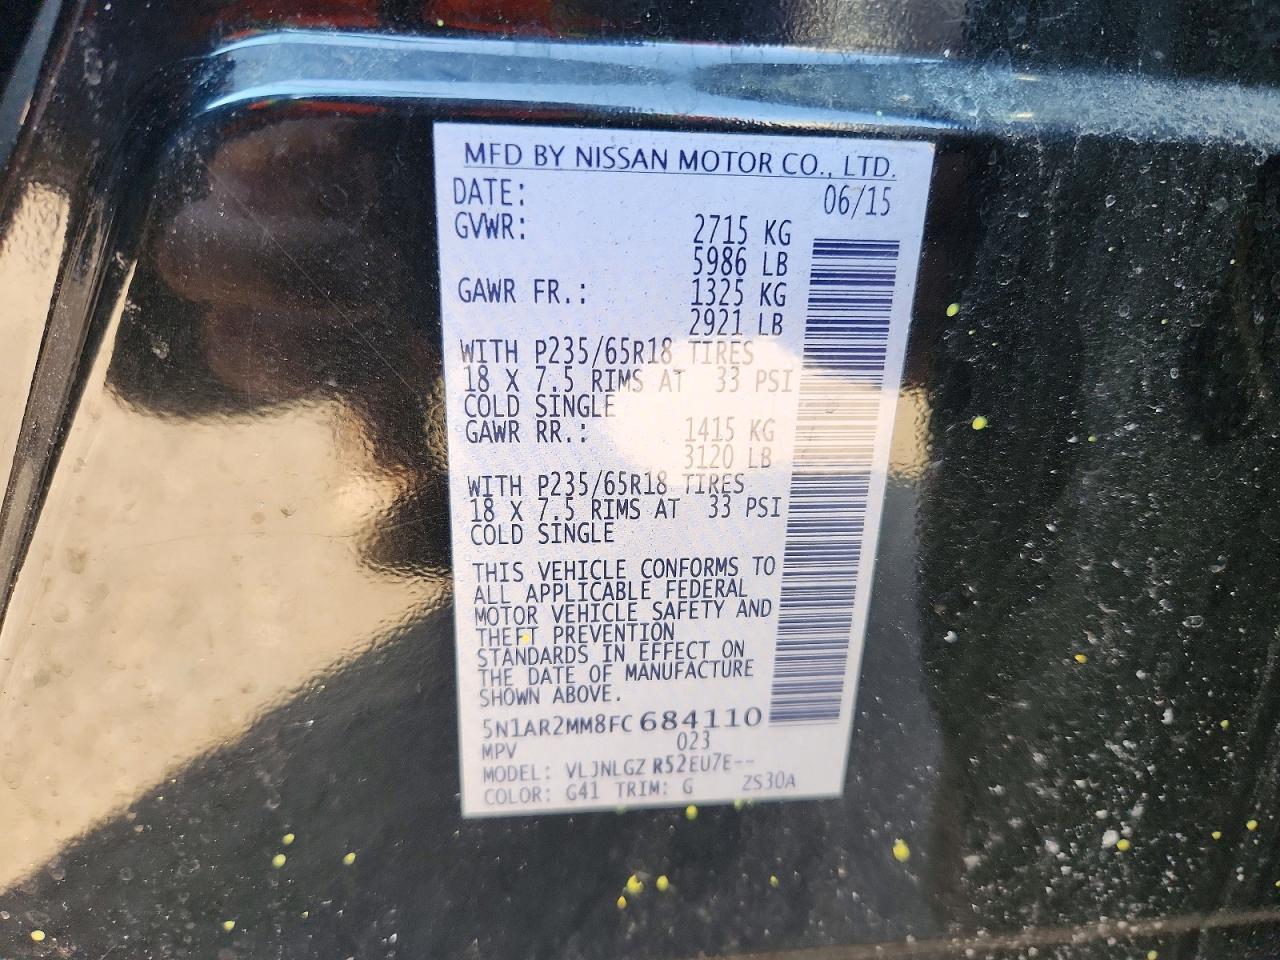 MFD BY NISSAN MOTOR CO., LTD.
DATE: 06/15
GVWR: 2715 KG
5986 LB
GAWR FR.: 1325 KG
2921 LB
WITH P235/65R18 TIRES
18 X 7.5 RIMS AT 33 PSI
COLD SINGLE
GAWR RR.: 1415 KG
3120 LB
WITH P235/65R18 TIRES
18 X 7.5 RIMS AT 33 PSI
COLD SINGLE
THIS VEHICLE CONFORMS TO
ALL APPLICABLE FEDERAL
MOTOR VEHICLE SAFETY AND
THEFT PREVENTION
STANDARDS IN EFFECT ON
THE DATE OF MANUFACTURE
SHOWN ABOVE.
5N1AR2MM8FC684110
MPV 023
MODEL: VLJNLGZ R52EU7E--
COLOR: G41 TRIM: G ZS30A